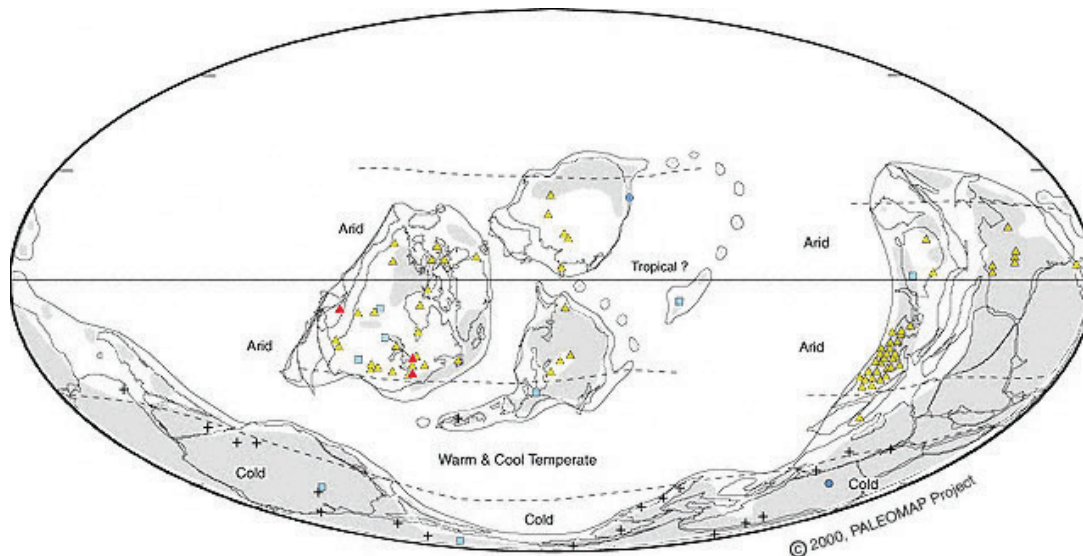 Arid
Arid
Tropical ?
Arid
Arid
Warm & Cool Temperate
Cold
Cold
Cold
© 2000, PALEOMAP Project